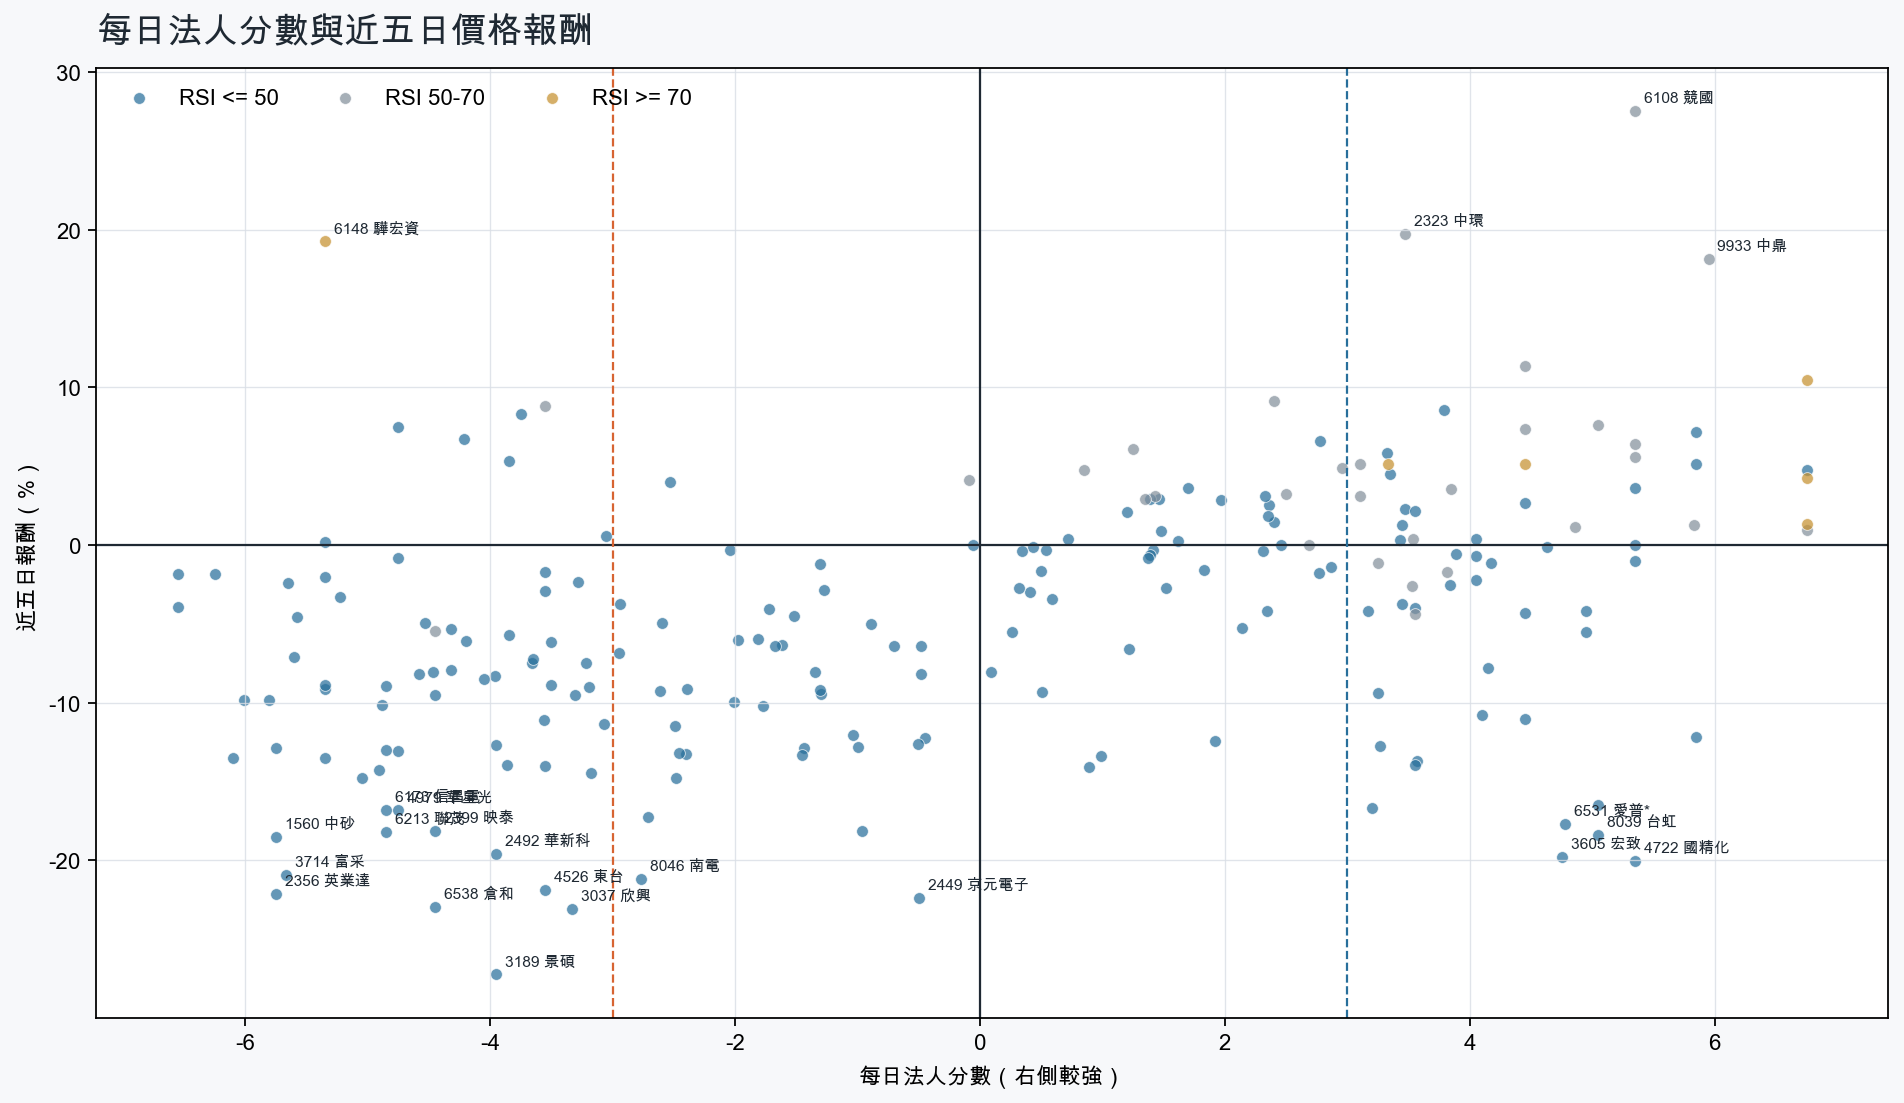 每日法人分數與近五日價格報酬
RSI <= 50
RSI 50-70
RSI >= 70
30
20
10
0
-10
-20
近五日報酬（%）
6108 競國
6148 驊宏資
2323 中環
9933 中鼎
6173
4979
6213
2399 映泰
1560 中砂
2492 華新科
3714 富采
2356 英業達
4526 東台
8046 南電
6538 倉和
3037 欣興
2449 京元電子
3189 景碩
6531 愛普*
8039 台虹
3605 宏致
4722 國精化
-6
-4
-2
0
2
4
6
每日法人分數（右側較強）